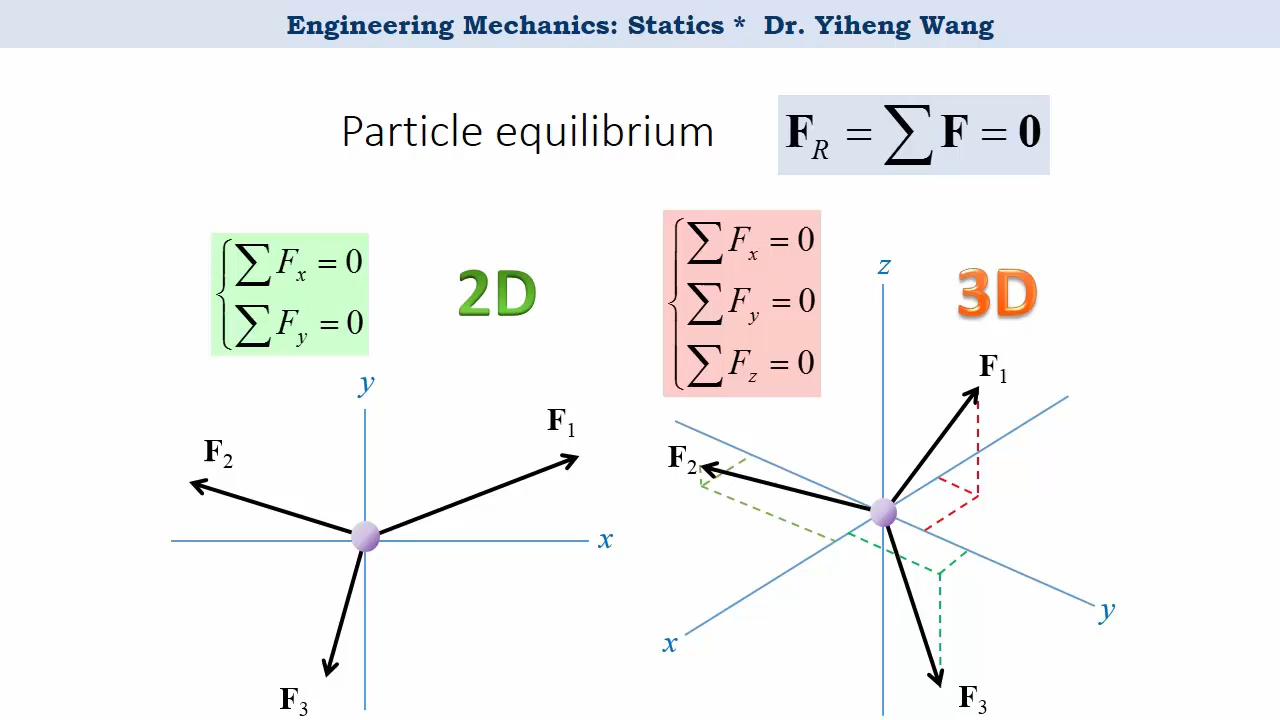 Engineering Mechanics: Statics * Dr. Yiheng Wang
Particle equilibrium
F_R = ∑ F = 0
∑ F_x = 0
∑ F_y = 0
2D
∑ F_x = 0
∑ F_y = 0
∑ F_z = 0
3D
y
F_1
F_2
x
F_3
z
F_1
F_2
y
x
F_3